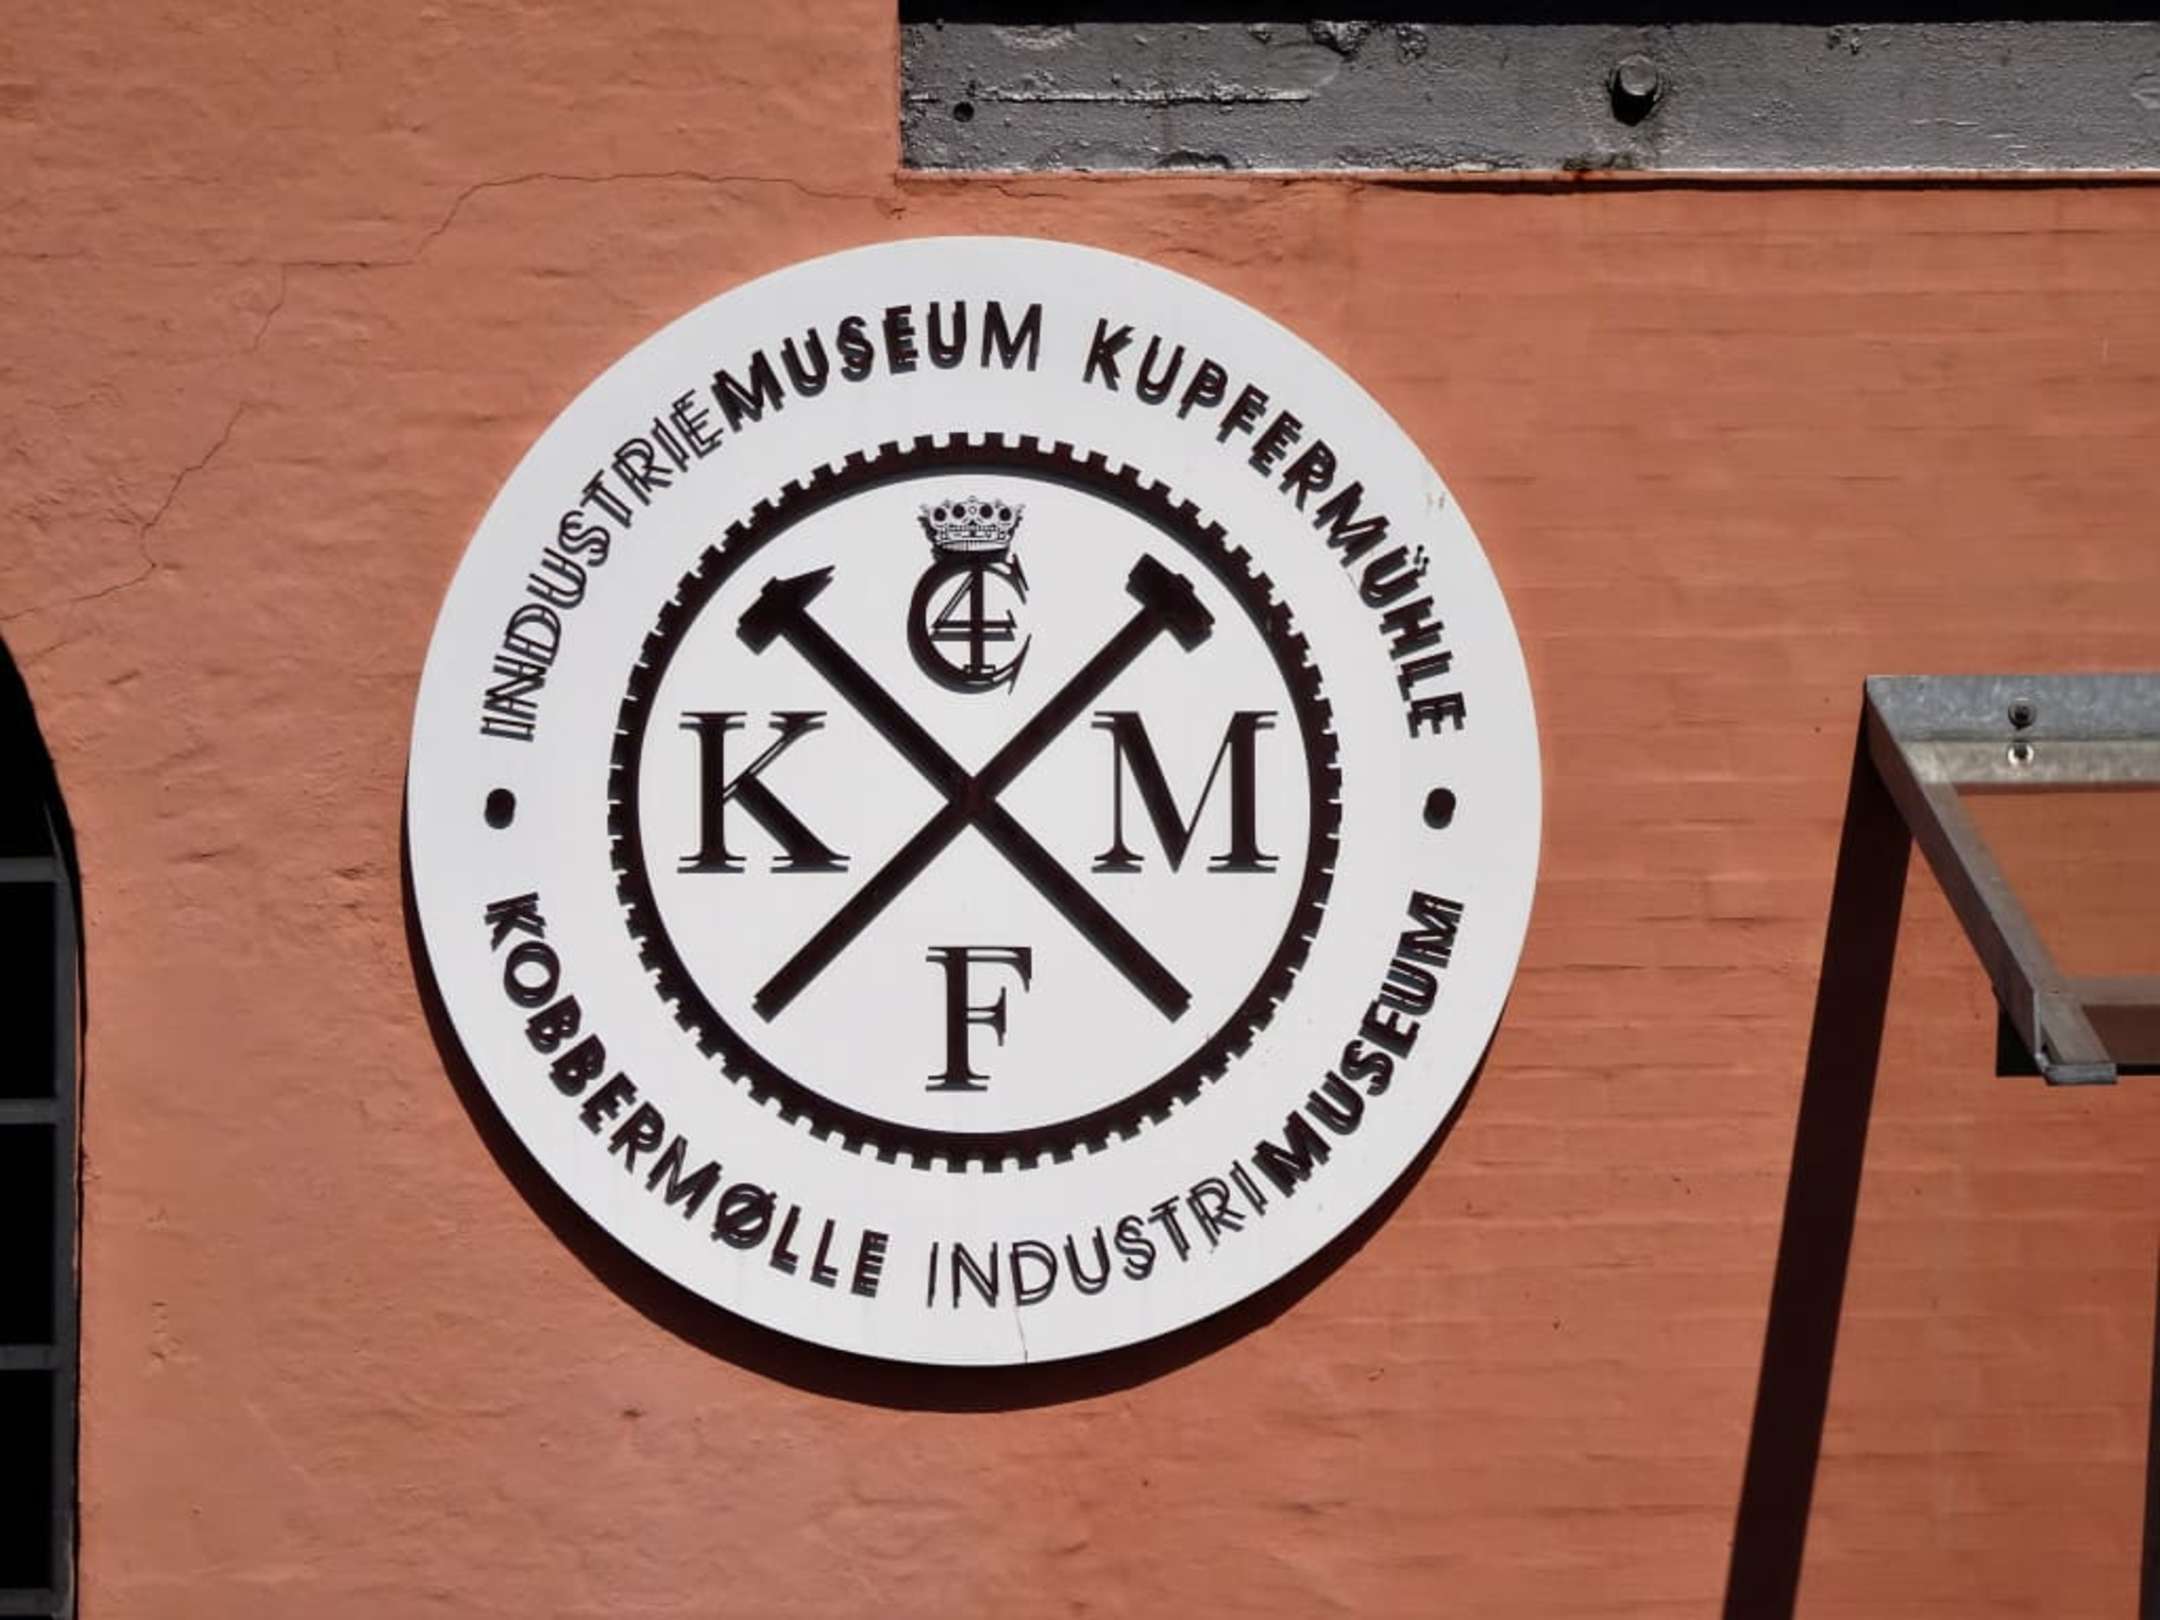 INDUSTRIEMUSEUM KUPFERMÜHLE
C4
K M
F
KOBBERMØLLE INDUSTRIMUSEUM